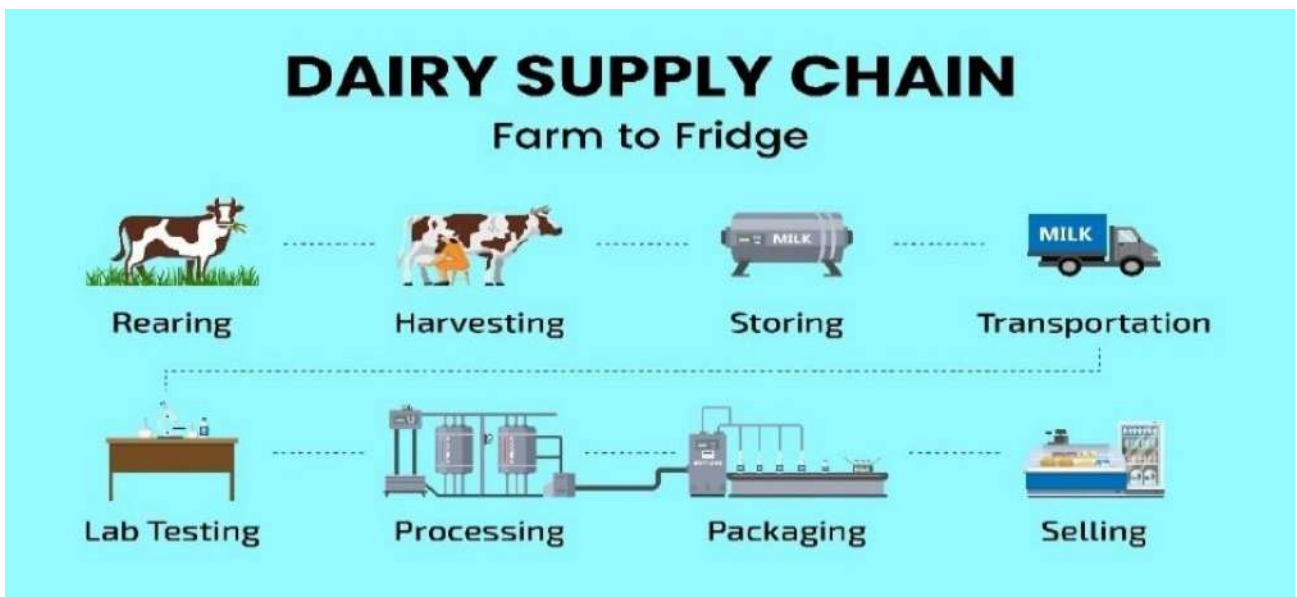 DAIRY SUPPLY CHAIN
Farm to Fridge
MILK
MILK
Rearing
Harvesting
Storing
Transportation
Lab Testing
Processing
Packaging
Selling